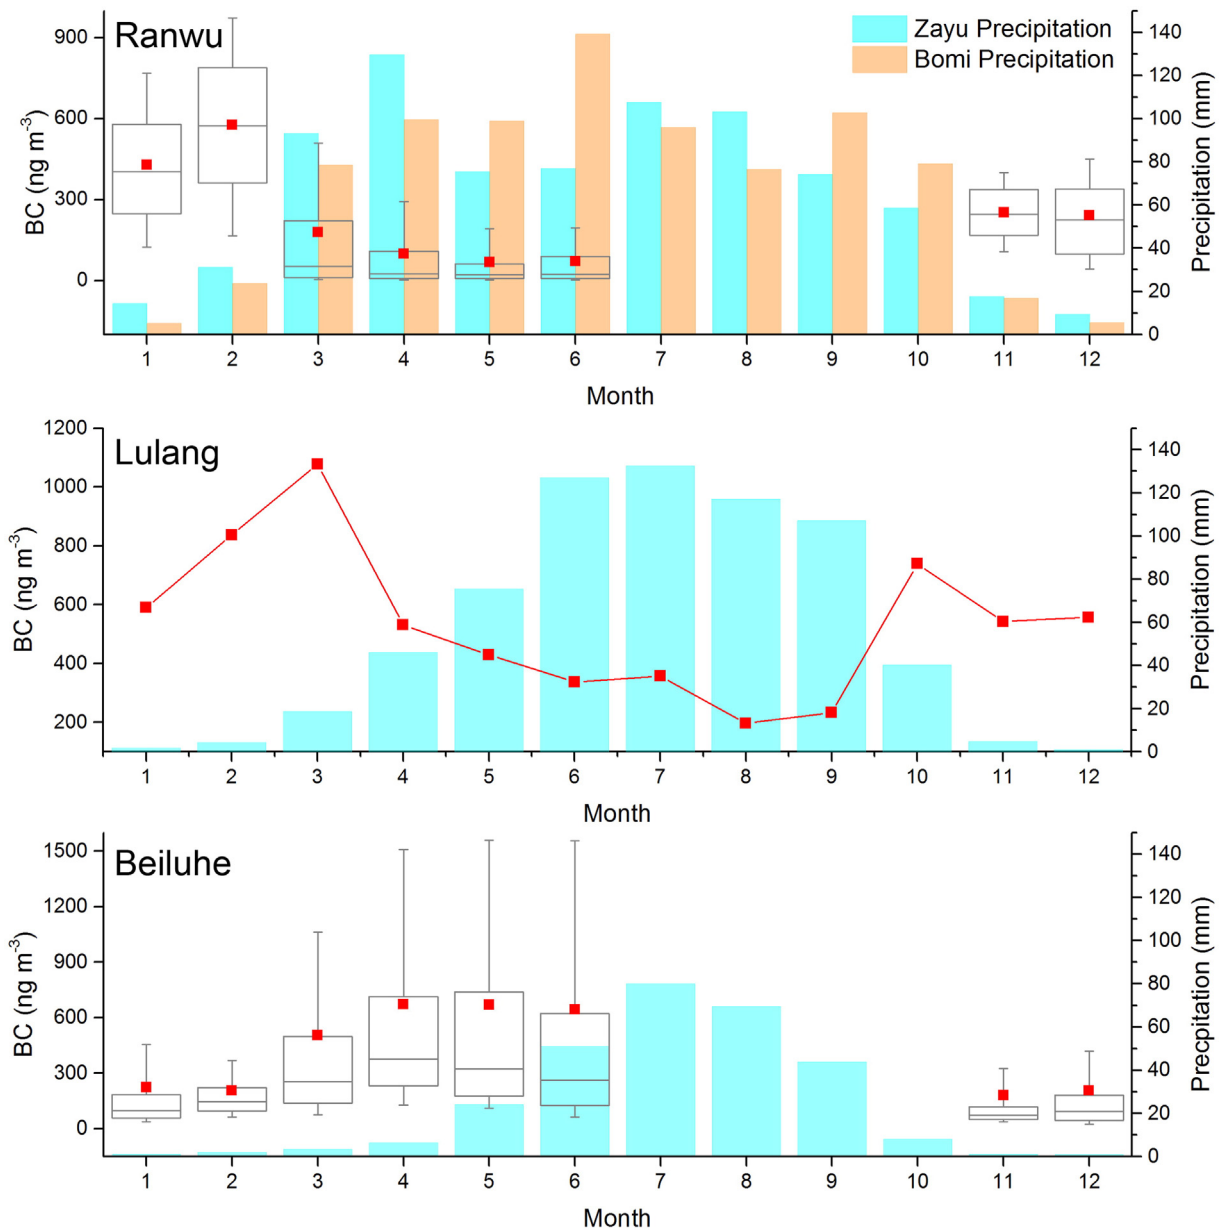 Ranwu
Zayu Precipitation
Bomi Precipitation
BC (ng m-3)
900
600
300
0
140
120
100
80
60
40
20
0
Precipitation (mm)
1 2 3 4 5 6 7 8 9 10 11 12
Month
Lulang
BC (ng m-3)
1200
1000
800
600
400
200
140
120
100
80
60
40
20
0
Precipitation (mm)
1 2 3 4 5 6 7 8 9 10 11 12
Month
Beiluhe
BC (ng m-3)
1500
1200
900
600
300
0
140
120
100
80
60
40
20
0
Precpitation (mm)
1 2 3 4 5 6 7 8 9 10 11 12
Month